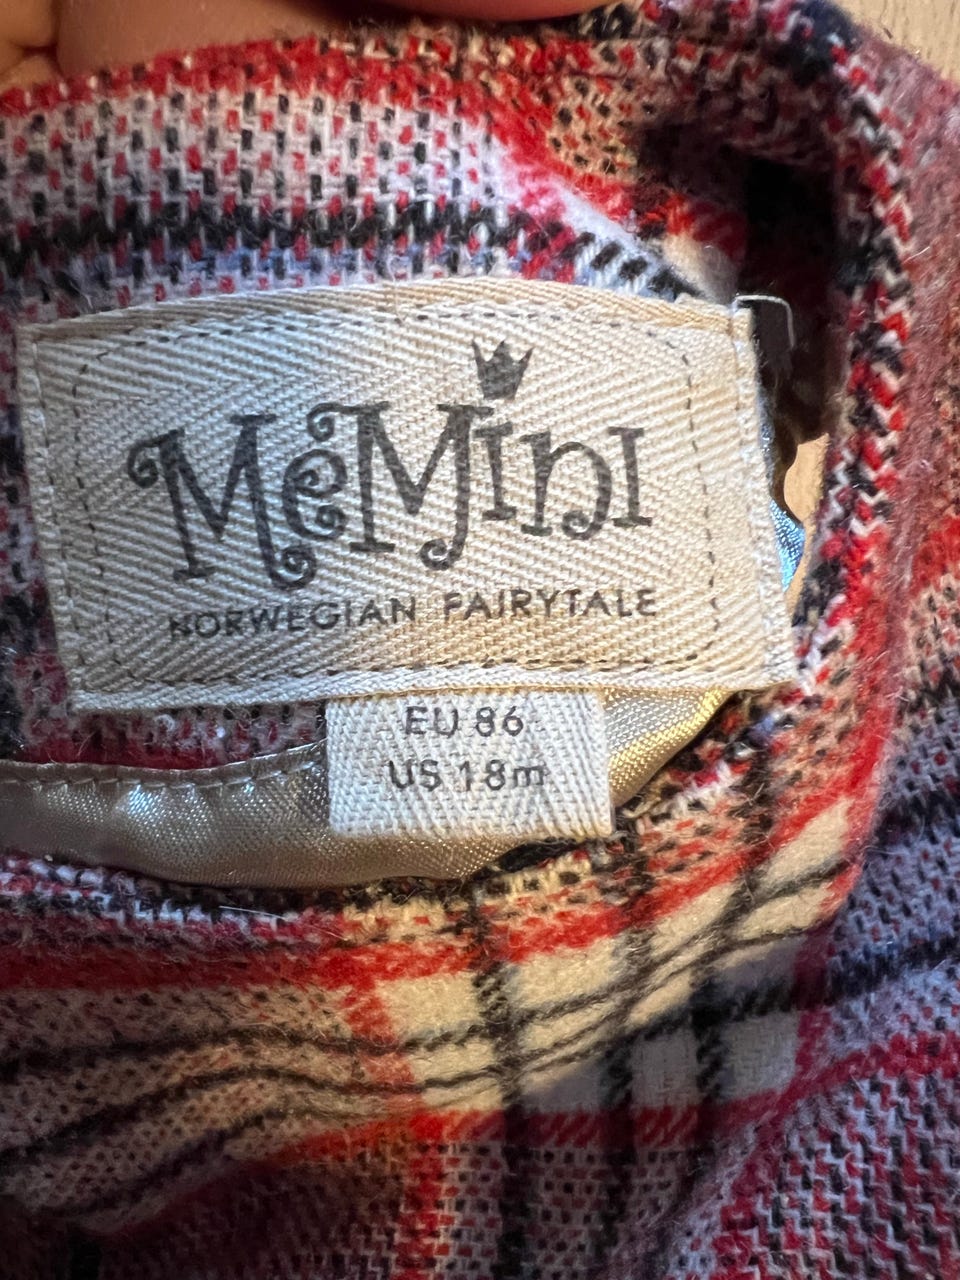 MeMini
NORWEGIAN FAIRYTALE
EU 86
US 18m